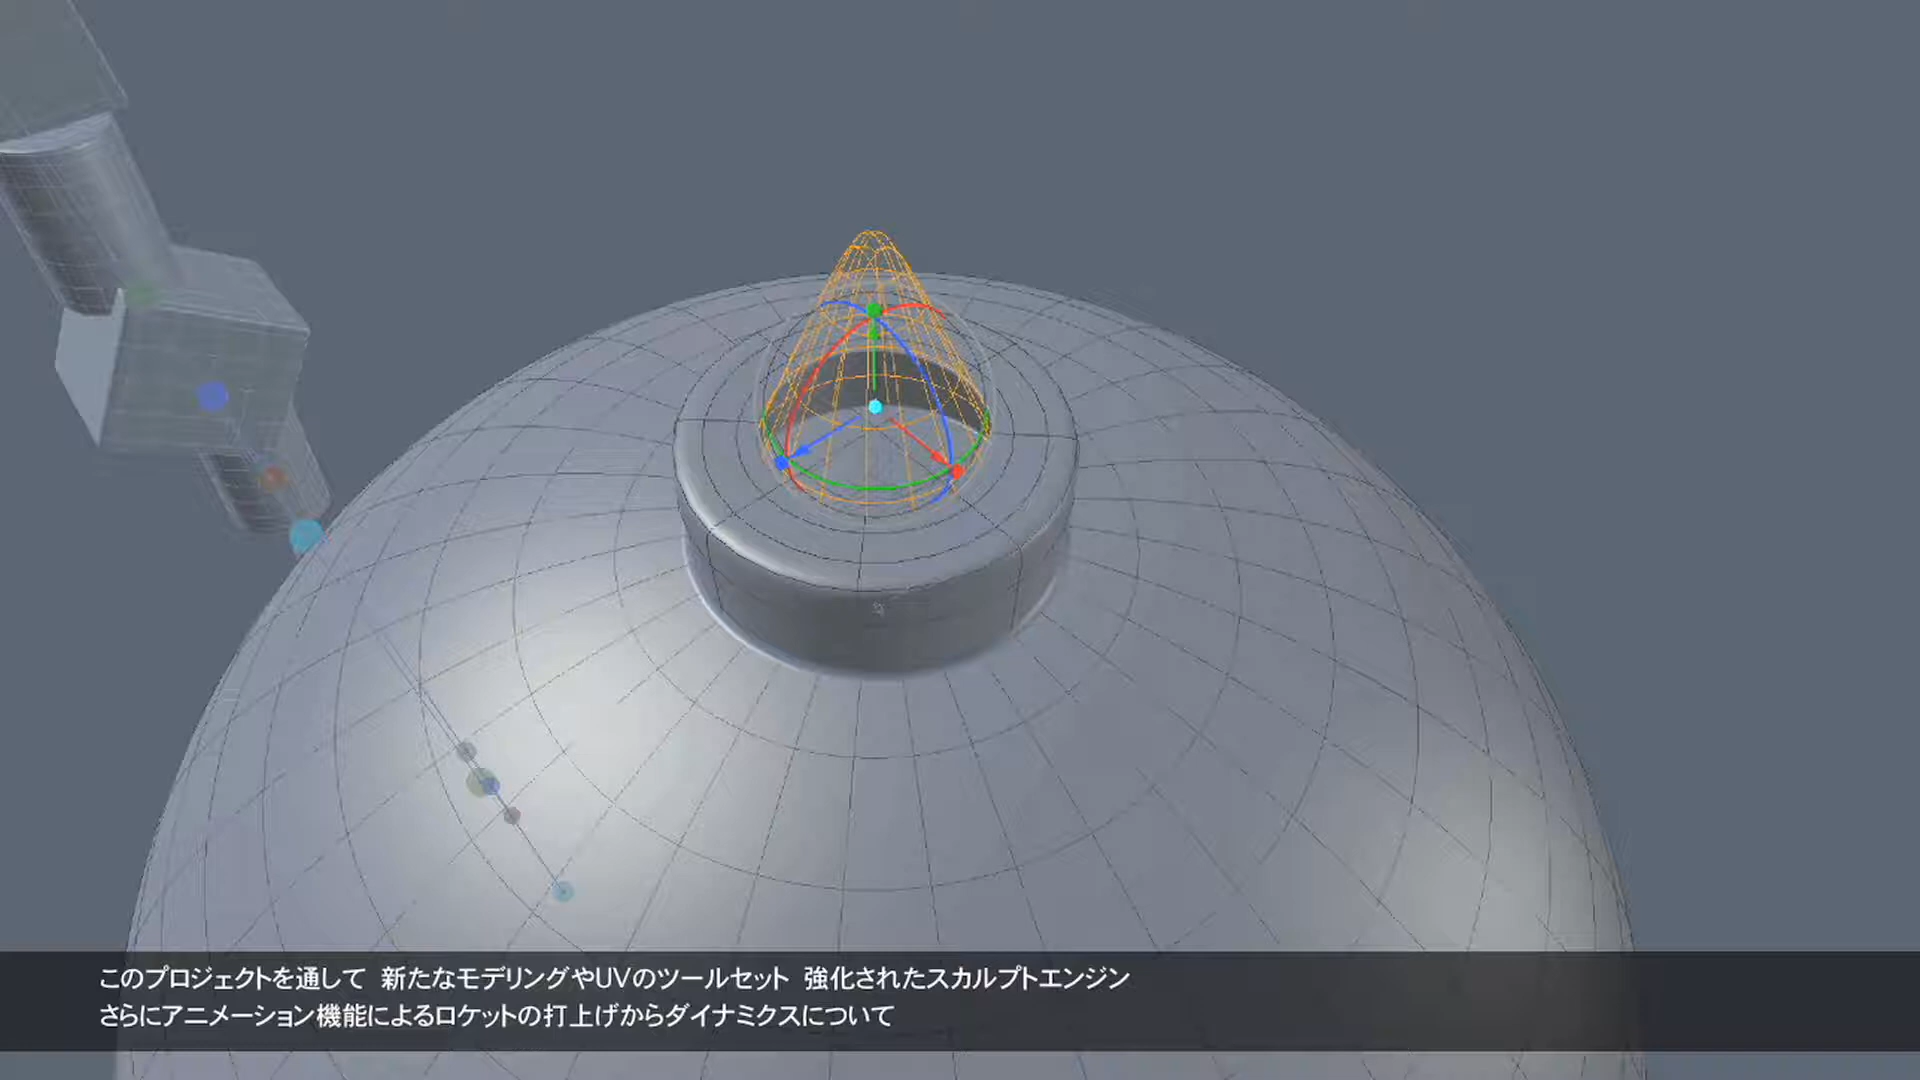 このプロジェクトを通して 新たなモデリングやUVのツールセット 強化されたスカルプトエンジン
さらにアニメーション機能によるロケットの打上げからダイナミクスについて